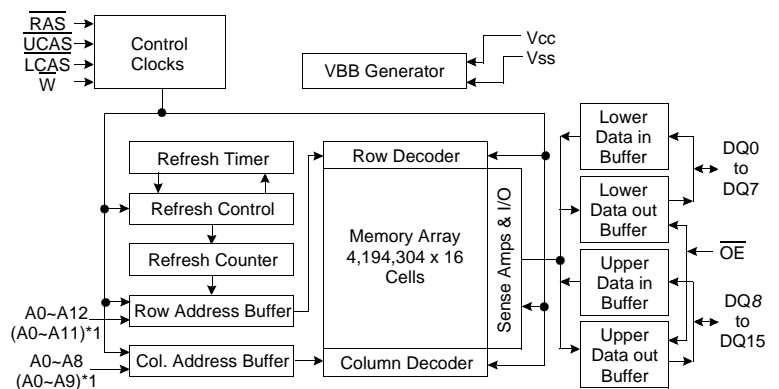 RAS
UCAS
LCAS
W
Control
Clocks
VBB Generator
Vcc
Vss
Refresh Timer
Refresh Control
Refresh Counter
Row Address Buffer
Col. Address Buffer
A0~A12
(A0~A11)*1
A0~A8
(A0~A9)*1
Row Decoder
Memory Array
4,194,304 x 16
Cells
Column Decoder
Sense Amps & I/O
Lower
Data in
Buffer
Lower
Data out
Buffer
Upper
Data in
Buffer
Upper
Data out
Buffer
DQ0
to
DQ7
OE
DQ8
to
DQ15